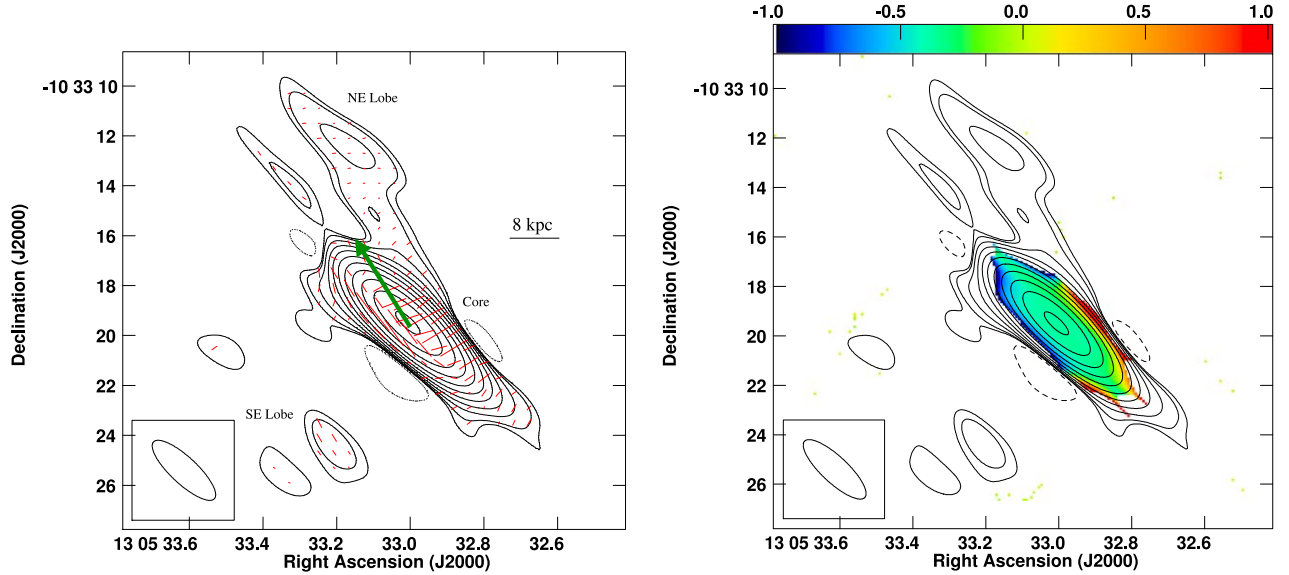 -1.0 -0.5 0.0 0.5 1.0
-10 33 10
12
14
16
18
20
22
24
26
Declination (J2000)
NE Lobe
8 kpc
Core
SE Lobe
13 05 33.6 33.4 33.2 33.0 32.8 32.6
Right Ascension (J2000)
-10 33 10
12
14
16
18
20
22
24
26
Declination (J2000)
13 05 33.6 33.4 33.2 33.0 32.8 32.6
Right Ascension (J2000)